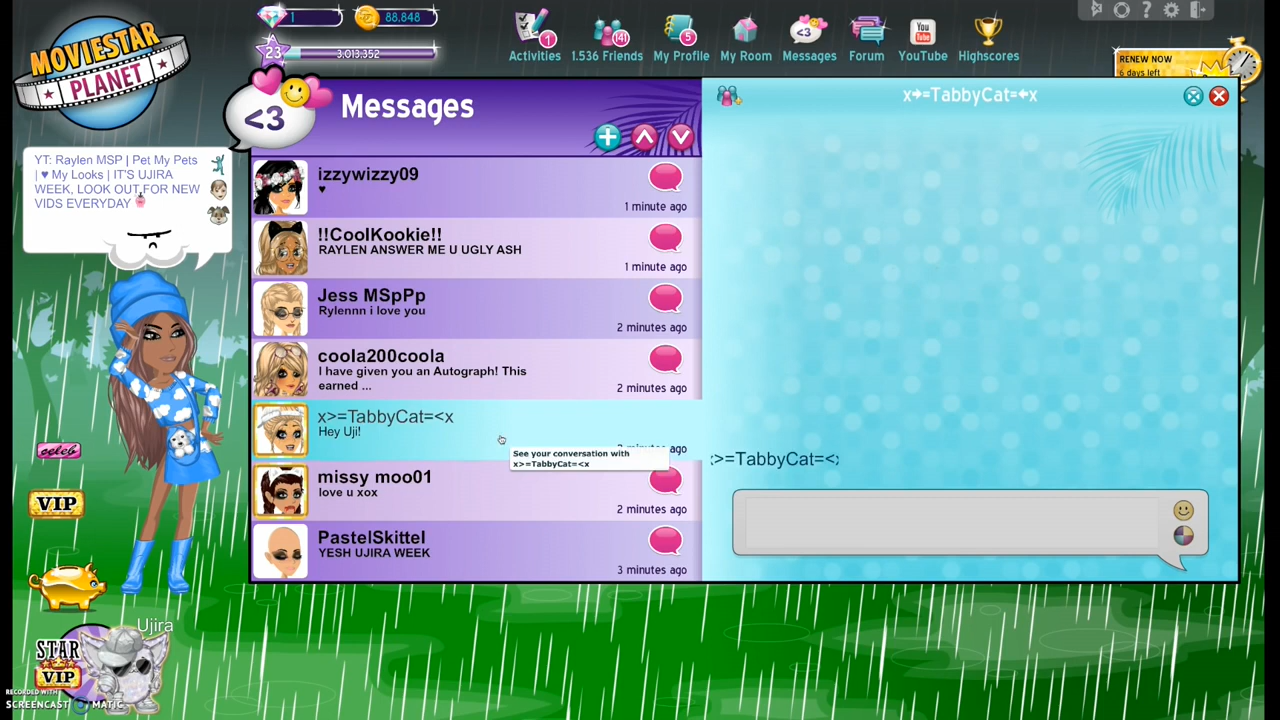 MOVIESTAR
PLANET
1
88,848
23
3,013,352
1
Activities
141
1.536 Friends
5
My Profile
My Room
<3
Messages
Forum
You
Tube
YouTube
Highscores
RENEW NOW
6 days left
<3
Messages
x→=TabbyCat=←x
YT: Raylen MSP | Pet My Pets
| ♥ My Looks | IT'S UJIRA
WEEK, LOOK OUT FOR NEW
VIDS EVERYDAY
izzywizzy09
♥
1 minute ago
!!CoolKookie!!
RAYLEN ANSWER ME U UGLY ASH
1 minute ago
Jess MSpPp
Rylennn i love you
2 minutes ago
coola200coola
I have given you an Autograph! This
earned ...
2 minutes ago
x>=TabbyCat=<x
Hey Uji!
See your conversation with
x>=TabbyCat=<x
missy moo01
love u xox
2 minutes ago
PastelSkittel
YESH UJIRA WEEK
3 minutes ago
>=TabbyCat=<
celeb
VIP
Ujira
STAR
VIP
RECORDED WITH
SCREENCAST MATIC